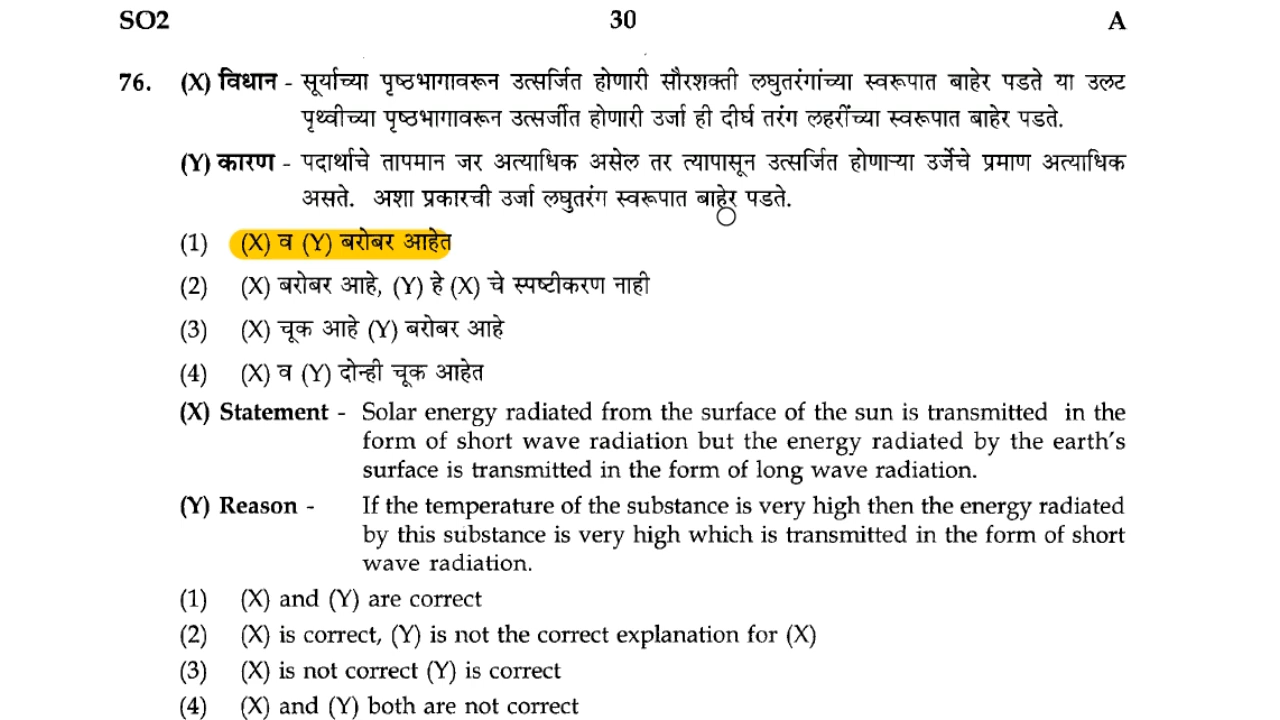 SO2 30 A
76. (X) विधान - सूर्याच्या पृष्ठभागावरून उत्सर्जित होणारी सौरशक्ती लघुतरंगांच्या स्वरूपात बाहेर पडते या उलट
पृथ्वीच्या पृष्ठभागावरून उत्सर्जीत होणारी उर्जा ही दीर्घ तरंग लहरींच्या स्वरूपात बाहेर पडते.
(Y) कारण - पदार्थाचे तापमान जर अत्याधिक असेल तर त्यापासून उत्सर्जित होणाऱ्या उर्जेचे प्रमाण अत्याधिक
असते. अशा प्रकारची उर्जा लघुतरंग स्वरूपात बाहेर पडते.
(1) (X) व (Y) बरोबर आहेत
(2) (X) बरोबर आहे, (Y) हे (X) चे स्पष्टीकरण नाही
(3) (X) चूक आहे (Y) बरोबर आहे
(4) (X) व (Y) दोन्ही चूक आहेत
(X) Statement - Solar energy radiated from the surface of the sun is transmitted in the
form of short wave radiation but the energy radiated by the earth's
surface is transmitted in the form of long wave radiation.
(Y) Reason - If the temperature of the substance is very high then the energy radiated
by this substance is very high which is transmitted in the form of short
wave radiation.
(1) (X) and (Y) are correct
(2) (X) is correct, (Y) is not the correct explanation for (X)
(3) (X) is not correct (Y) is correct
(4) (X) and (Y) both are not correct